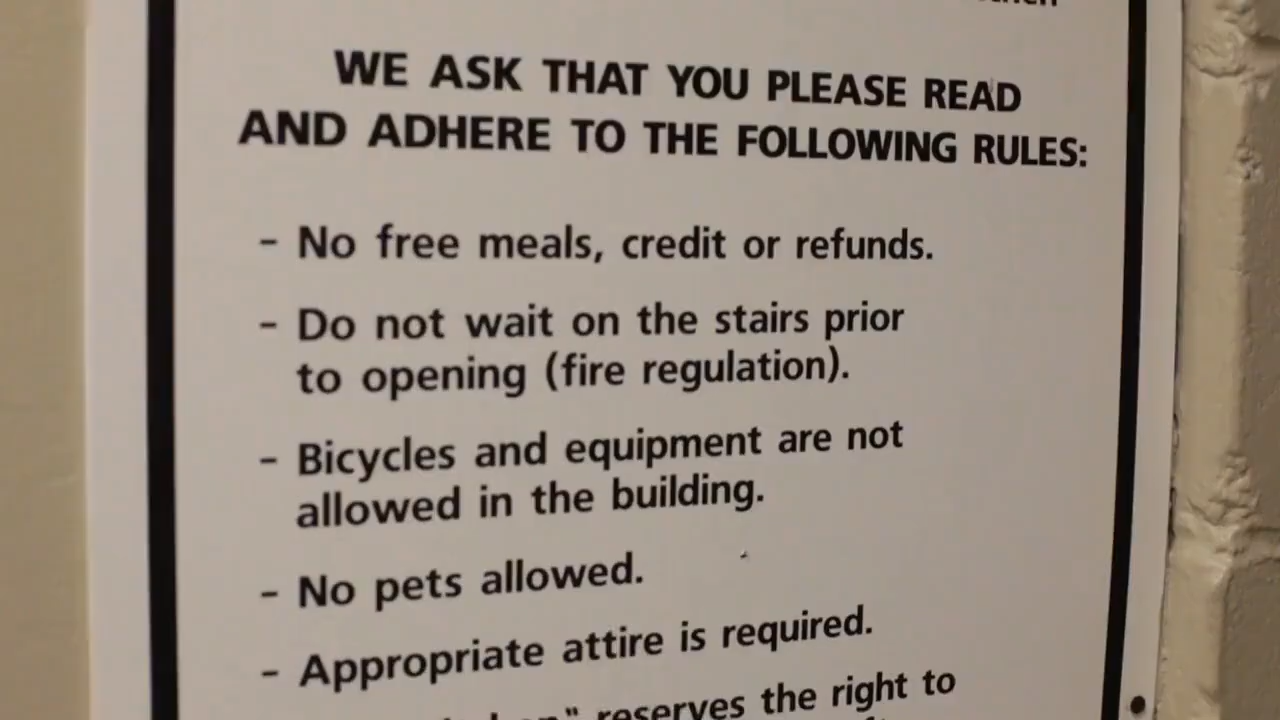 WE ASK THAT YOU PLEASE READ
AND ADHERE TO THE FOLLOWING RULES:
- No free meals, credit or refunds.
- Do not wait on the stairs prior
to opening (fire regulation).
- Bicycles and equipment are not
allowed in the building.
- No pets allowed.
- Appropriate attire is required.
reserves the right to